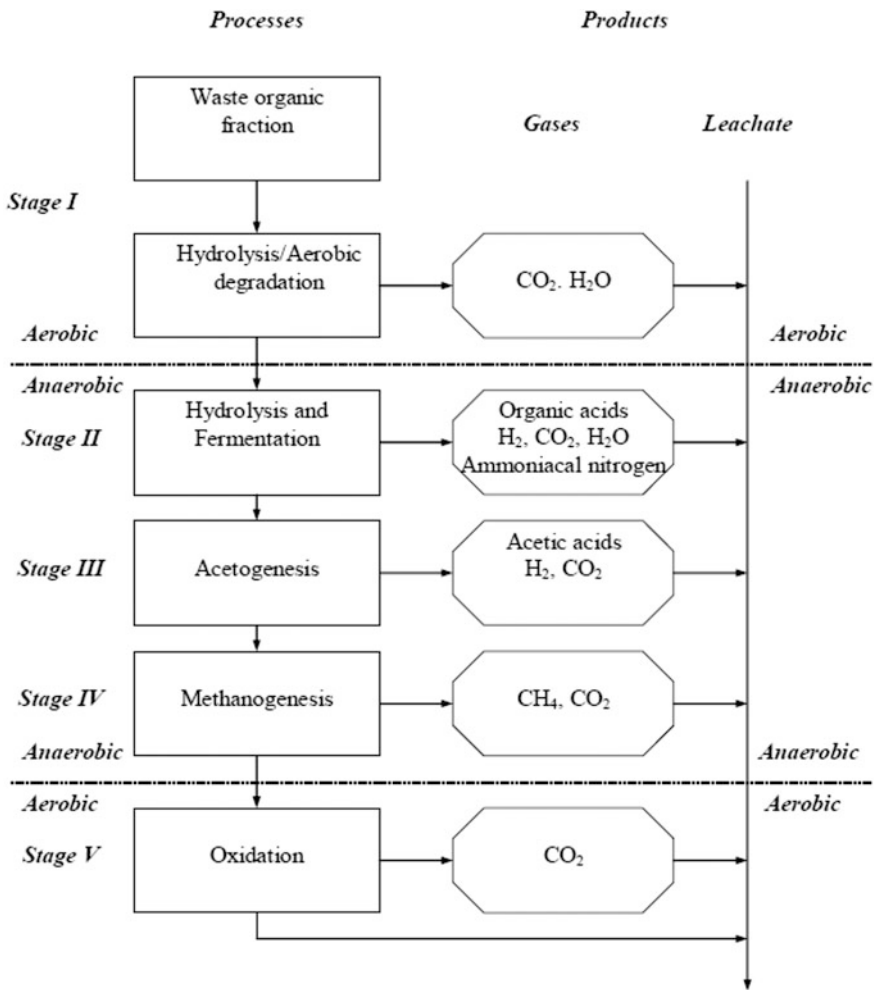 Processes
Products
Waste organic
fraction
Gases
Leachate
Stage I
Hydrolysis/Aerobic
degradation
CO₂. H₂O
Aerobic
Aerobic
Anaerobic
Anaerobic
Hydrolysis and
Fermentation
Organic acids
H₂, CO₂, H₂O
Ammoniacal nitrogen
Stage II
Stage III
Acetogenesis
Acetic acids
H₂, CO₂
Stage IV
Methanogenesis
CH₄, CO₂
Anaerobic
Anaerobic
Aerobic
Aerobic
Stage V
Oxidation
CO₂